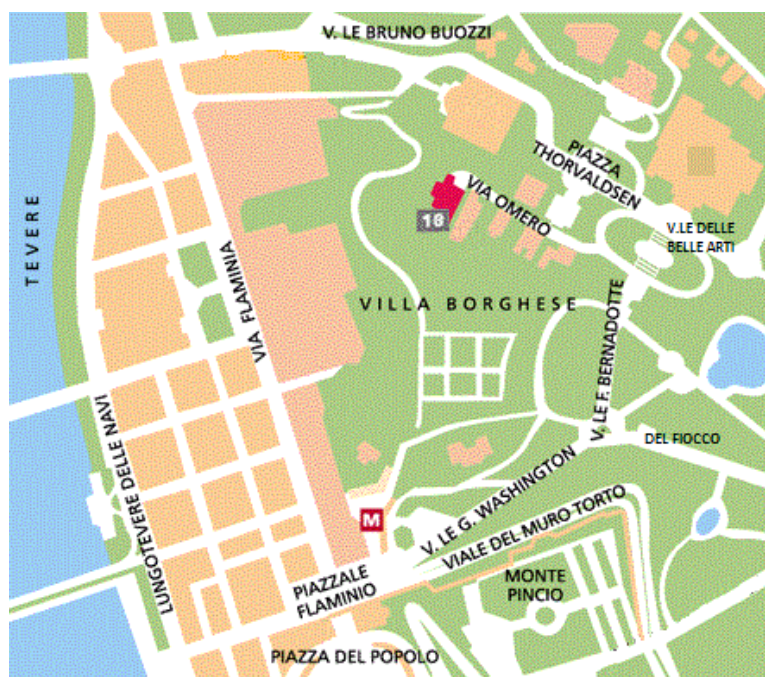 V. LE BRUNO BUOZZI
PIAZZA
THORVALDSEN
VIA OMERO
18
V.LE DELLE
BELLE ARTI
TEVERE
VIA FLAMINIA
VILLA BORGHESE
V. LE F. BERNADOTTE
LUNGOTEVERE DELLE NAVI
DEL FIOCCO
M
V. LE G. WASHINGTON
VIALE DEL MURO TORTO
PIAZZALE
FLAMINIO
MONTE
PINCIO
PIAZZA DEL POPOLO